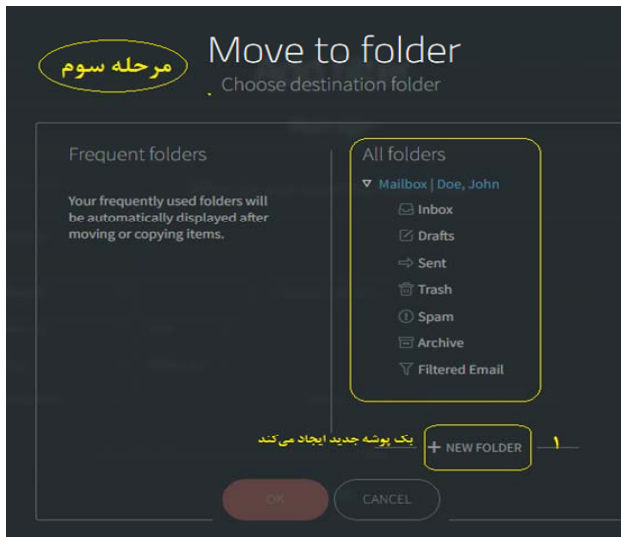 Move to folder
مرحله سوم
Choose destination folder
Frequent folders
Your frequently used folders will
be automatically displayed after
moving or copying items.
All folders
Mailbox | Doe, John
Inbox
Drafts
Sent
Trash
Spam
Archive
Filtered Email
یک پوشه جدید ایجاد می‌کند
+ NEW FOLDER
۱
OK
CANCEL